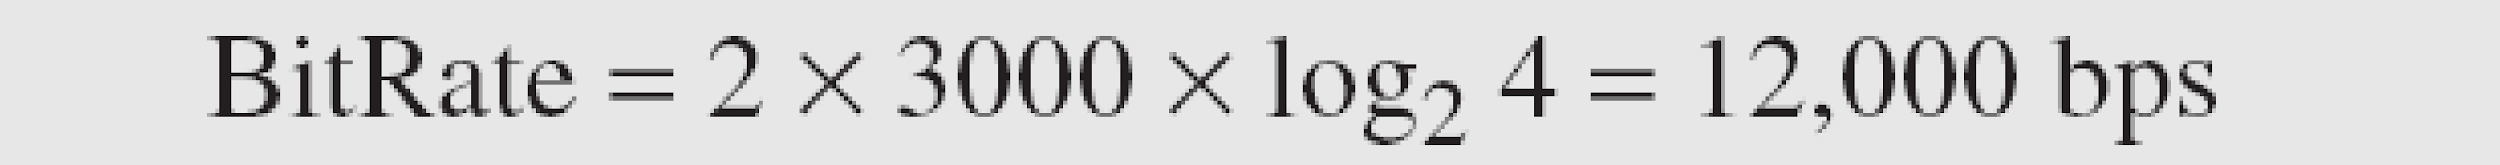 BitRate = 2 × 3000 × log₂ 4 = 12,000 bps